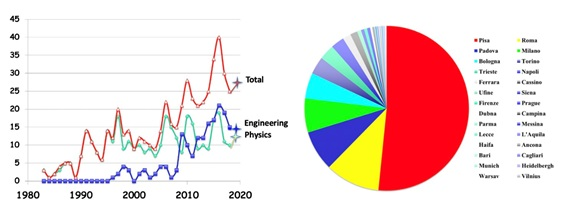 45
40
35
30
25
20
15
10
5
0
1980 1990 2000 2010 2020
Total
Engineering
Physics
Pisa Roma
Padova Milano
Bologna Torino
Trieste Napoli
Ferrara Cassino
Ufine Siena
Firenze Prague
Dubna Campina
Parma Messina
Lecce L'Aquila
Haifa Ancona
Bari Cagliari
Munich Heidelbergh
Warsav Vilnius